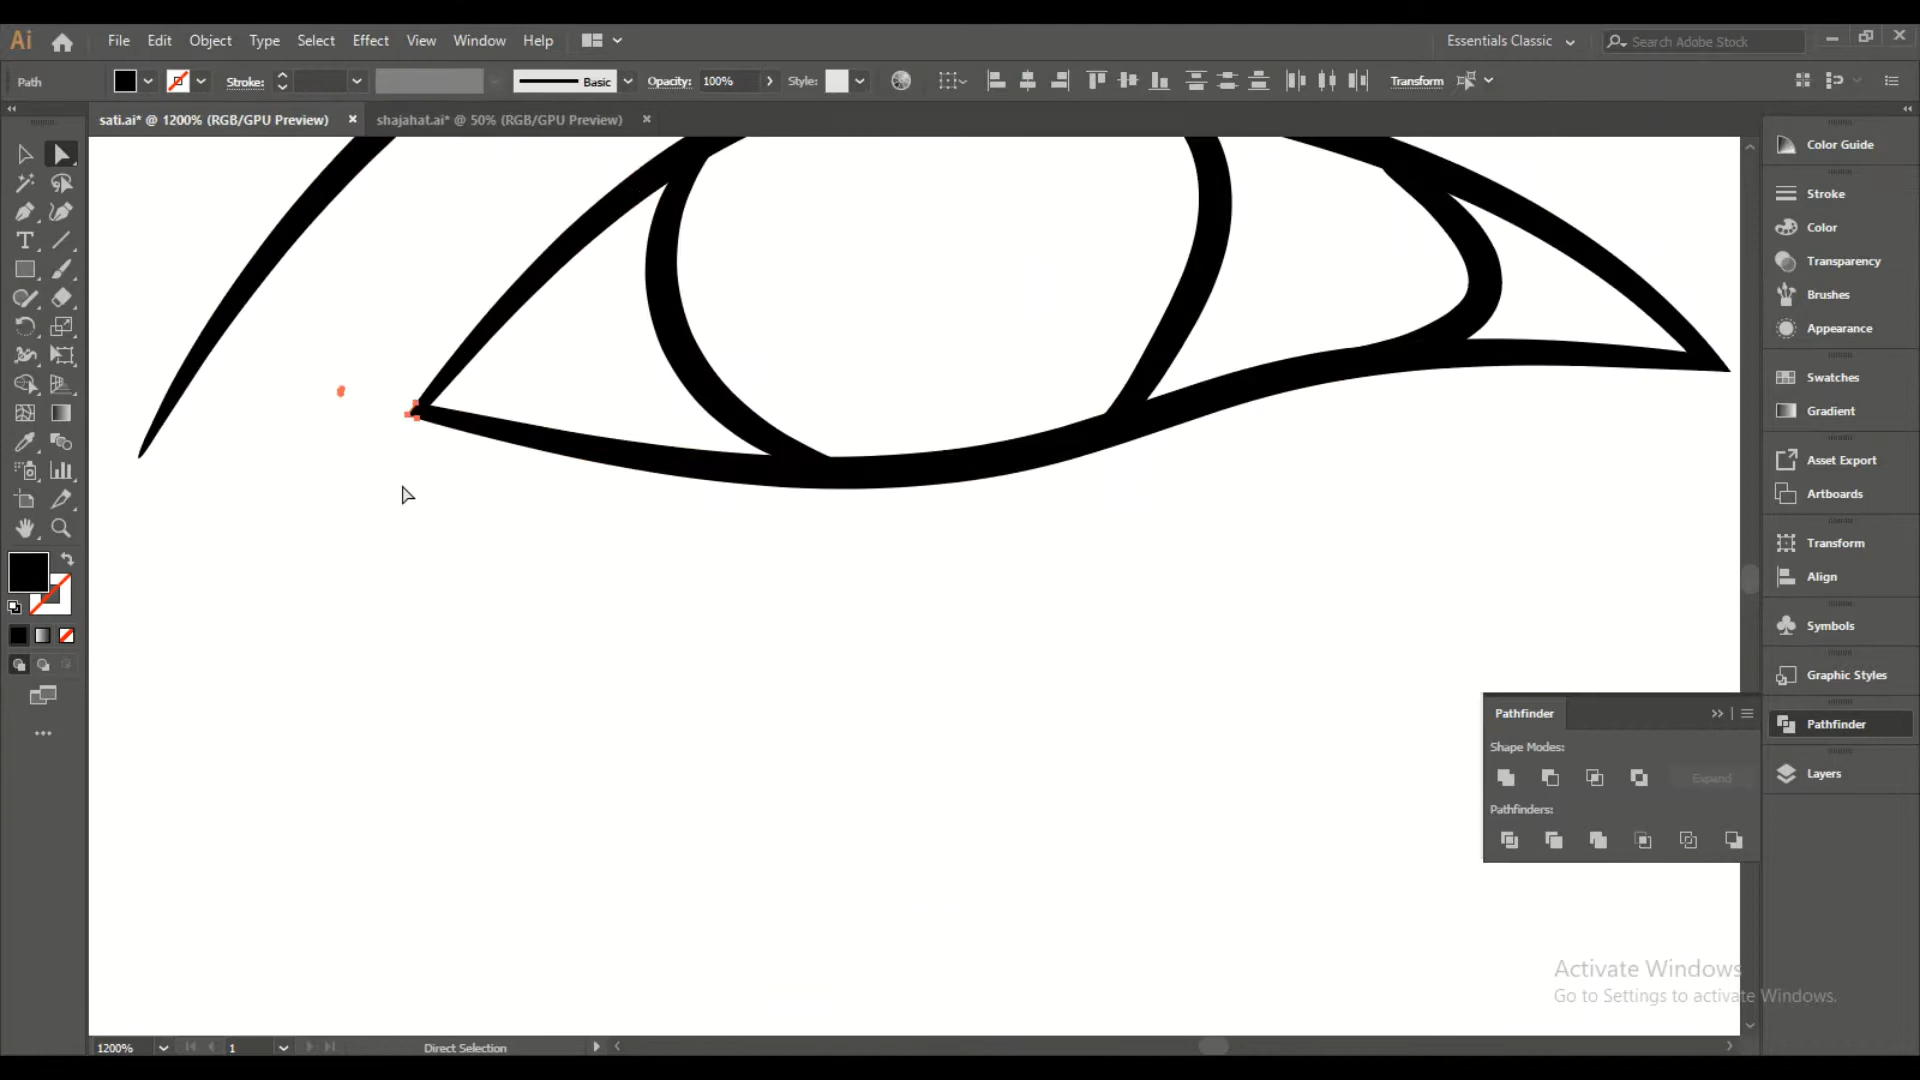 Ai File Edit Object Type Select Effect View Window Help Essentials Classic Search Adobe Stock
Path Stroke: Basic Opacity: 100% Style: Transform
sati.ai* @ 1200% (RGB/GPU Preview) shajahat.ai* @ 50% (RGB/GPU Preview)
Color Guide
Stroke
Color
Transparency
Brushes
Appearance
Swatches
Gradient
Asset Export
Artboards
Transform
Align
Symbols
Graphic Styles
Pathfinder
Layers
Pathfinder
Shape Modes:
Expand
Pathfinders:
Activate Windows
Go to Settings to activate Windows.
1200% 1 Direct Selection